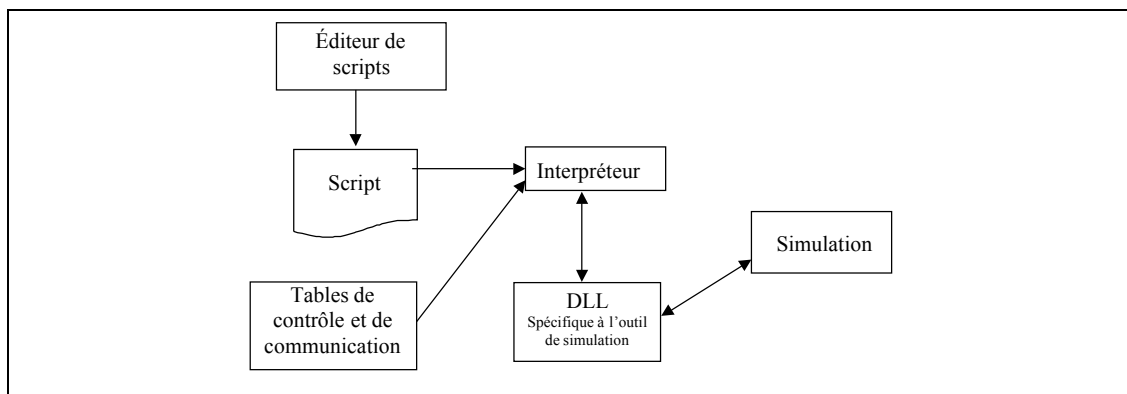 Éditeur de
scripts
Script
Interpréteur
Simulation
Tables de
contrôle et de
communication
DLL
Spécifique à l’outil
de simulation